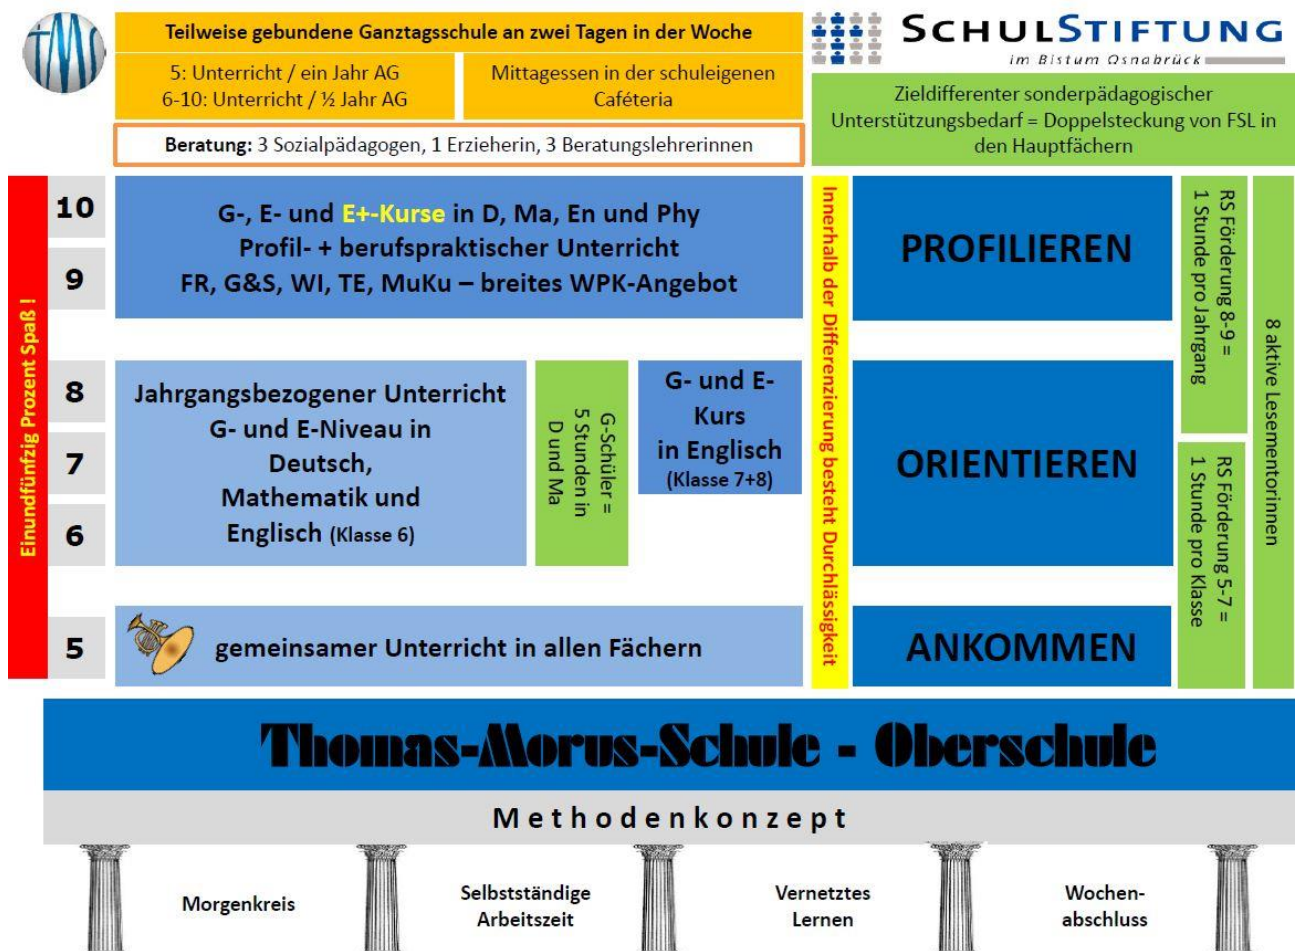 tMS
Teilweise gebundene Ganztagsschule an zwei Tagen in der Woche
5: Unterricht / ein Jahr AG
6-10: Unterricht / ½ Jahr AG
Mittagessen in der schuleigenen
Caféteria
Beratung: 3 Sozialpädagogen, 1 Erzieherin, 3 Beratungslehrerinnen
SCHULSTIFTUNG
im Bistum Osnabrück
Zieldifferenter sonderpädagogischer
Unterstützungsbedarf = Doppelsteckung von FSL in
den Hauptfächern
Einundfünfzig Prozent Spaß !
10
9
G-, E- und E+-Kurse in D, Ma, En und Phy
Profil- + berufspraktischer Unterricht
FR, G&S, WI, TE, MuKu – breites WPK-Angebot
Innerhalb der Differenzierung besteht Durchlässigkeit
PROFILIEREN
RS Förderung 8-9 =
1 Stunde pro Jahrgang
8 aktive Lesementorinnen
8
7
6
Jahrgangsbezogener Unterricht
G- und E-Niveau in
Deutsch,
Mathematik und
Englisch (Klasse 6)
G-Schüler =
5 Stunden in
D und Ma
G- und E-
Kurs
in Englisch
(Klasse 7+8)
ORIENTIEREN
RS Förderung 5-7 =
1 Stunde pro Klasse
5
gemeinsamer Unterricht in allen Fächern
ANKOMMEN
Thomas-Morus-Schule - Oberschule
Methodenkonzept
Morgenkreis
Selbstständige
Arbeitszeit
Vernetztes
Lernen
Wochen-
abschluss